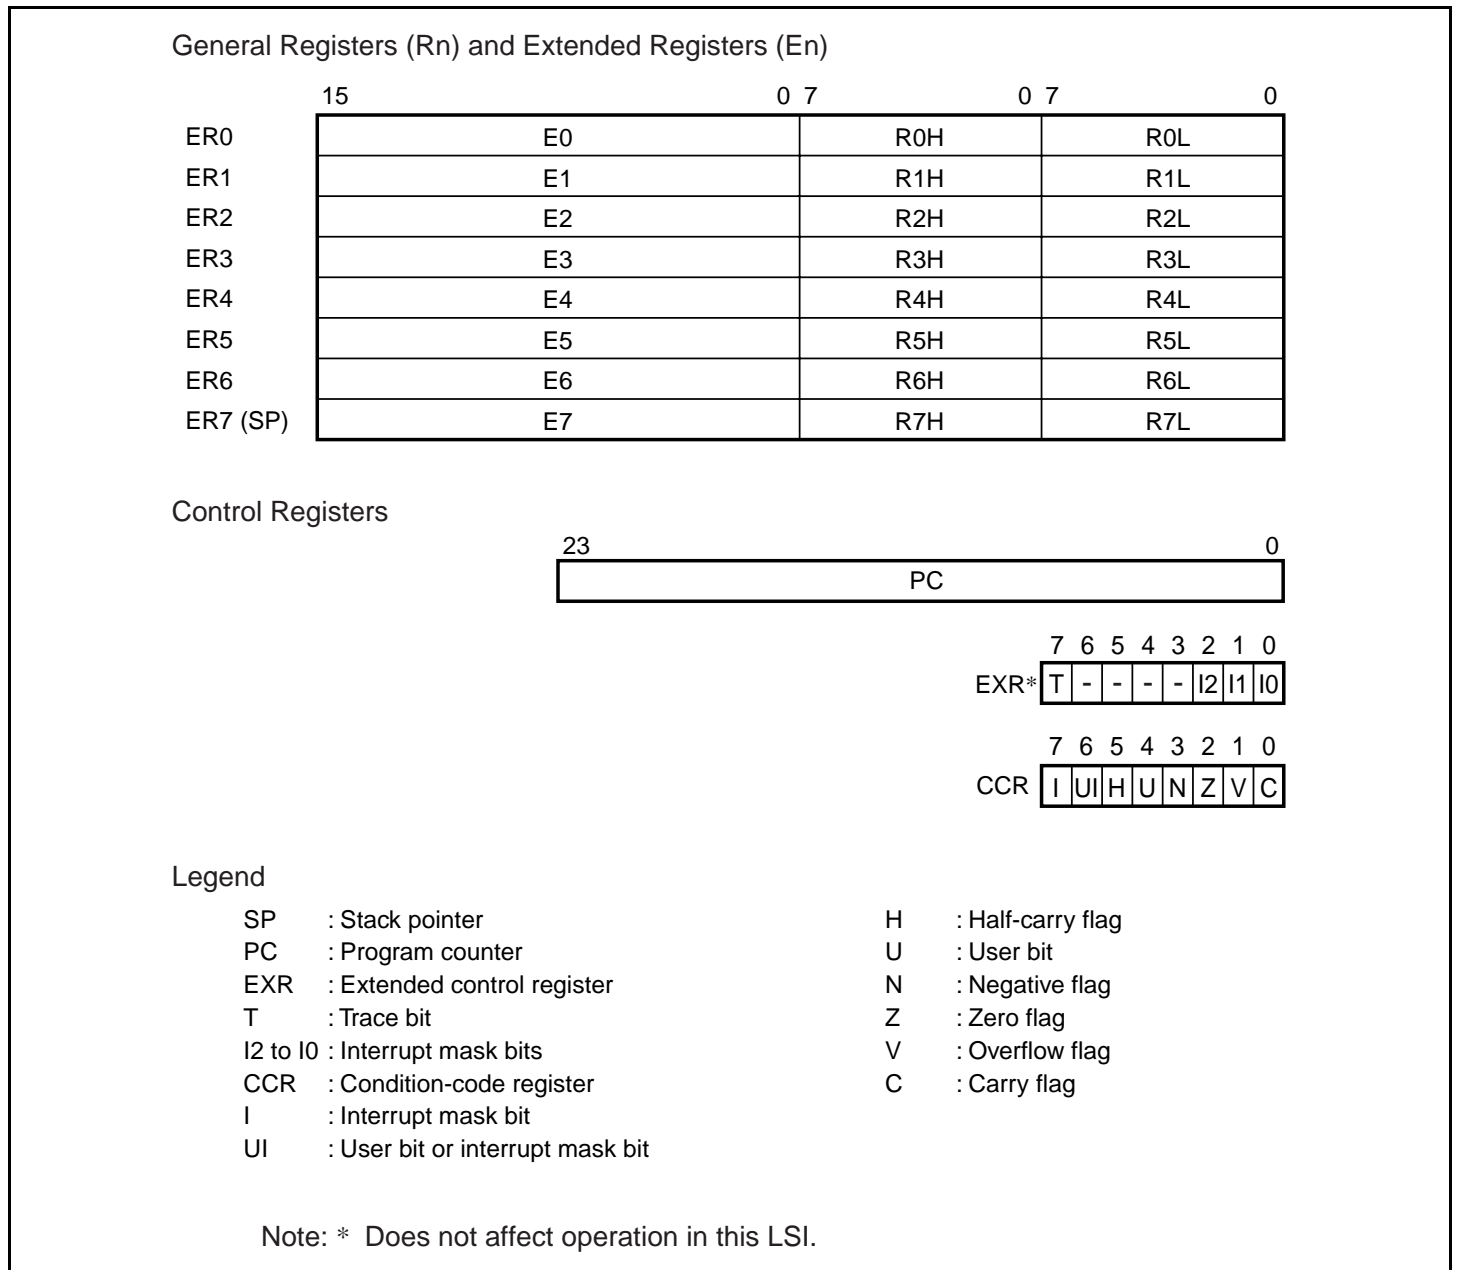 General Registers (Rn) and Extended Registers (En)
15 0 7 0 7 0
ER0 E0 R0H R0L
ER1 E1 R1H R1L
ER2 E2 R2H R2L
ER3 E3 R3H R3L
ER4 E4 R4H R4L
ER5 E5 R5H R5L
ER6 E6 R6H R6L
ER7 (SP) E7 R7H R7L
Control Registers
23 0
PC
7 6 5 4 3 2 1 0
EXR* T - - - - I2 I1 I0
7 6 5 4 3 2 1 0
CCR I UI H U N Z V C
Legend
SP : Stack pointer H : Half-carry flag
PC : Program counter U : User bit
EXR : Extended control register N : Negative flag
T : Trace bit Z : Zero flag
I2 to I0 : Interrupt mask bits V : Overflow flag
CCR : Condition-code register C : Carry flag
I : Interrupt mask bit
UI : User bit or interrupt mask bit
Note: * Does not affect operation in this LSI.